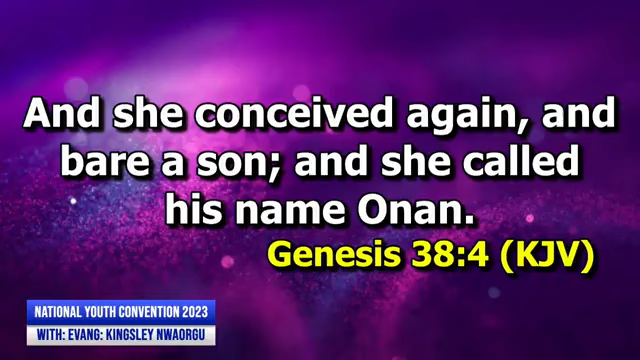 And she conceived again, and
bare a son; and she called
his name Onan.
Genesis 38:4 (KJV)
NATIONAL YOUTH CONVENTION 2023
WITH: EVANG: KINGSLEY NWAORGU